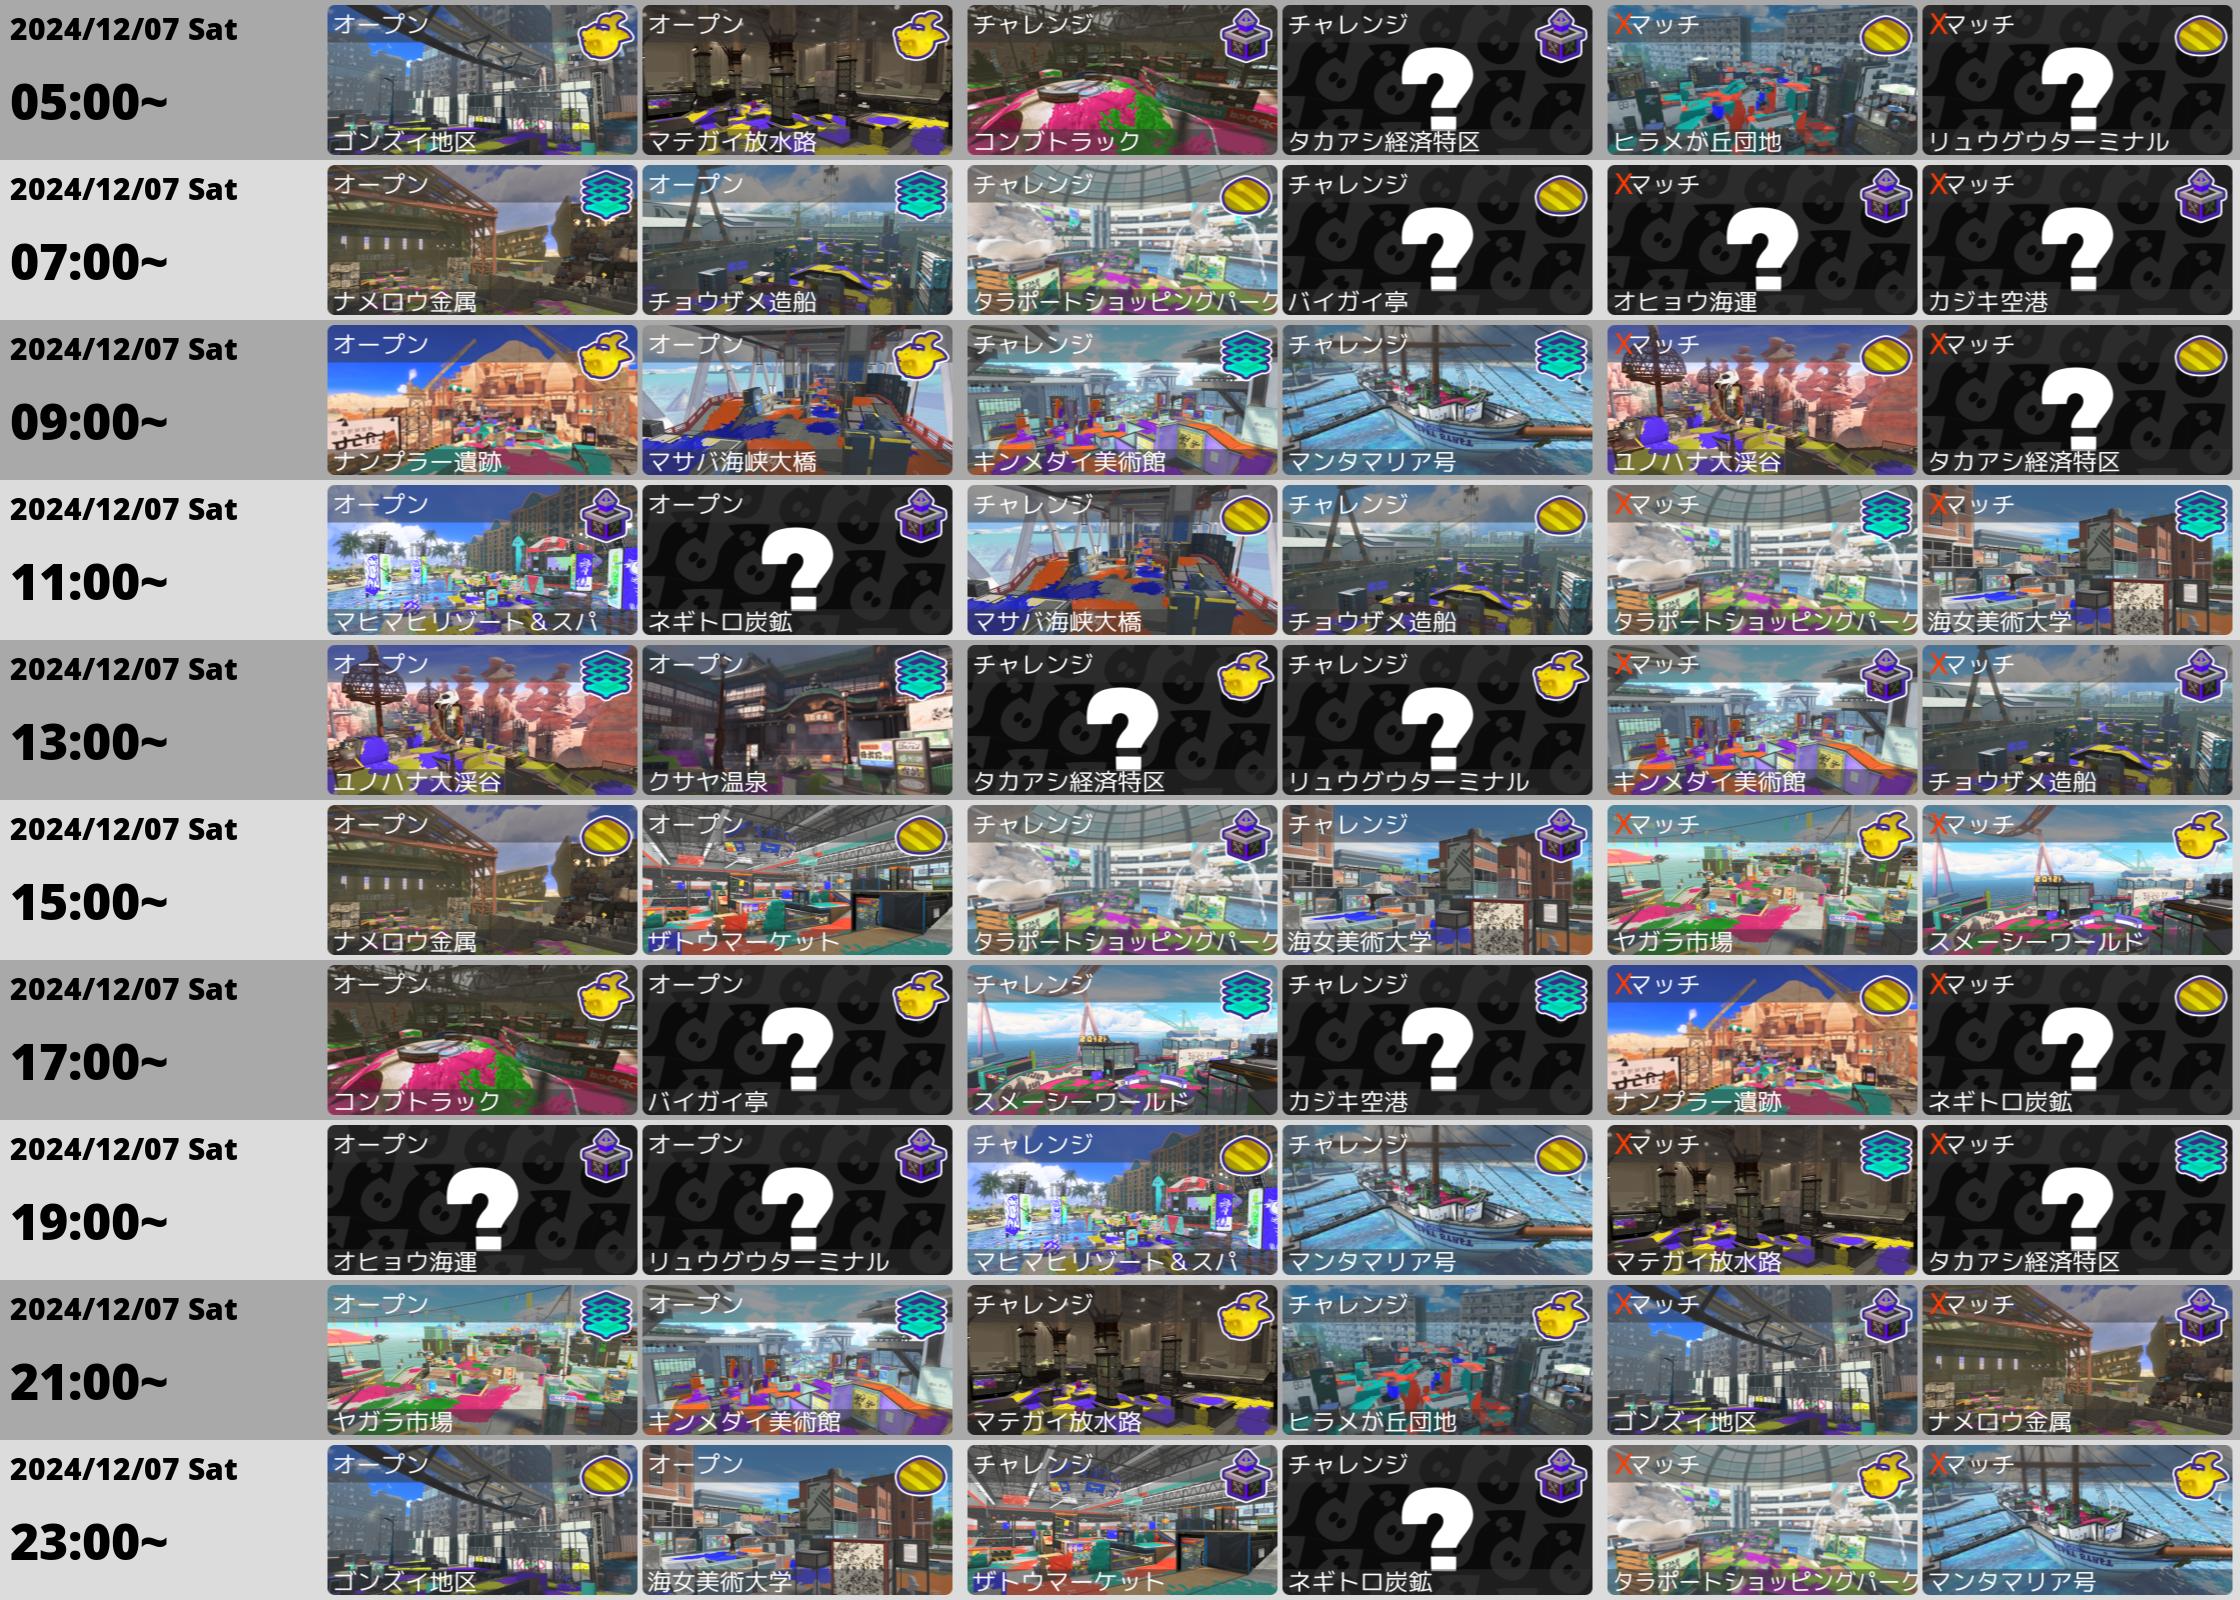 2024/12/07 Sat
05:00~
オープン
ゴンズイ地区
オープン
マテガイ放水路
チャレンジ
コンブトラック
チャレンジ
?
タカアシ経済特区
Xマッチ
ヒラメが丘団地
Xマッチ
?
リュウグウターミナル
2024/12/07 Sat
07:00~
オープン
ナメロウ金属
オープン
チョウザメ造船
チャレンジ
タラポートショッピングパーク
チャレンジ
?
バイガイ亭
Xマッチ
?
オヒョウ海運
Xマッチ
?
カジキ空港
2024/12/07 Sat
09:00~
オープン
ナンプラー遺跡
オープン
マサバ海峡大橋
チャレンジ
キンメダイ美術館
チャレンジ
マンタマリア号
Xマッチ
ユノハナ大渓谷
Xマッチ
?
タカアシ経済特区
2024/12/07 Sat
11:00~
オープン
マヒマヒリゾート&スパ
オープン
?
ネギトロ炭鉱
チャレンジ
マサバ海峡大橋
チャレンジ
チョウザメ造船
Xマッチ
タラポートショッピングパーク
Xマッチ
海女美術大学
2024/12/07 Sat
13:00~
オープン
ユノハナ大渓谷
オープン
クサヤ温泉
チャレンジ
?
タカアシ経済特区
チャレンジ
?
リュウグウターミナル
Xマッチ
キンメダイ美術館
Xマッチ
チョウザメ造船
2024/12/07 Sat
15:00~
オープン
ナメロウ金属
オープン
ザトウマーケット
チャレンジ
タラポートショッピングパーク
チャレンジ
海女美術大学
Xマッチ
ヤガラ市場
Xマッチ
スメーシーワールド
2024/12/07 Sat
17:00~
オープン
コンブトラック
オープン
?
バイガイ亭
チャレンジ
スメーシーワールド
チャレンジ
?
カジキ空港
Xマッチ
ナンプラー遺跡
Xマッチ
?
ネギトロ炭鉱
2024/12/07 Sat
19:00~
オープン
?
オヒョウ海運
オープン
?
リュウグウターミナル
チャレンジ
マヒマヒリゾート&スパ
チャレンジ
マンタマリア号
Xマッチ
マテガイ放水路
Xマッチ
?
タカアシ経済特区
2024/12/07 Sat
21:00~
オープン
ヤガラ市場
オープン
キンメダイ美術館
チャレンジ
マテガイ放水路
チャレンジ
ヒラメが丘団地
Xマッチ
ゴンズイ地区
Xマッチ
ナメロウ金属
2024/12/07 Sat
23:00~
オープン
ゴンズイ地区
オープン
海女美術大学
チャレンジ
ザトウマーケット
チャレンジ
?
ネギトロ炭鉱
Xマッチ
タラポートショッピングパーク
Xマッチ
マンタマリア号